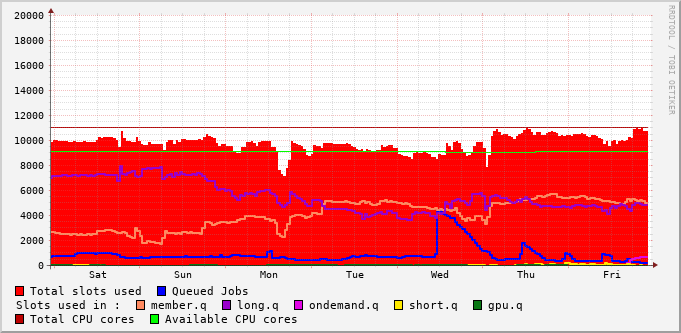 20000
18000
16000
14000
12000
10000
8000
6000
4000
2000
0
Sat Sun Mon Tue Wed Thu Fri
RRDTOOL / TOBI OETIKER
Total slots used Queued Jobs
Slots used in : member.q long.q ondemand.q short.q gpu.q
Total CPU cores Available CPU cores